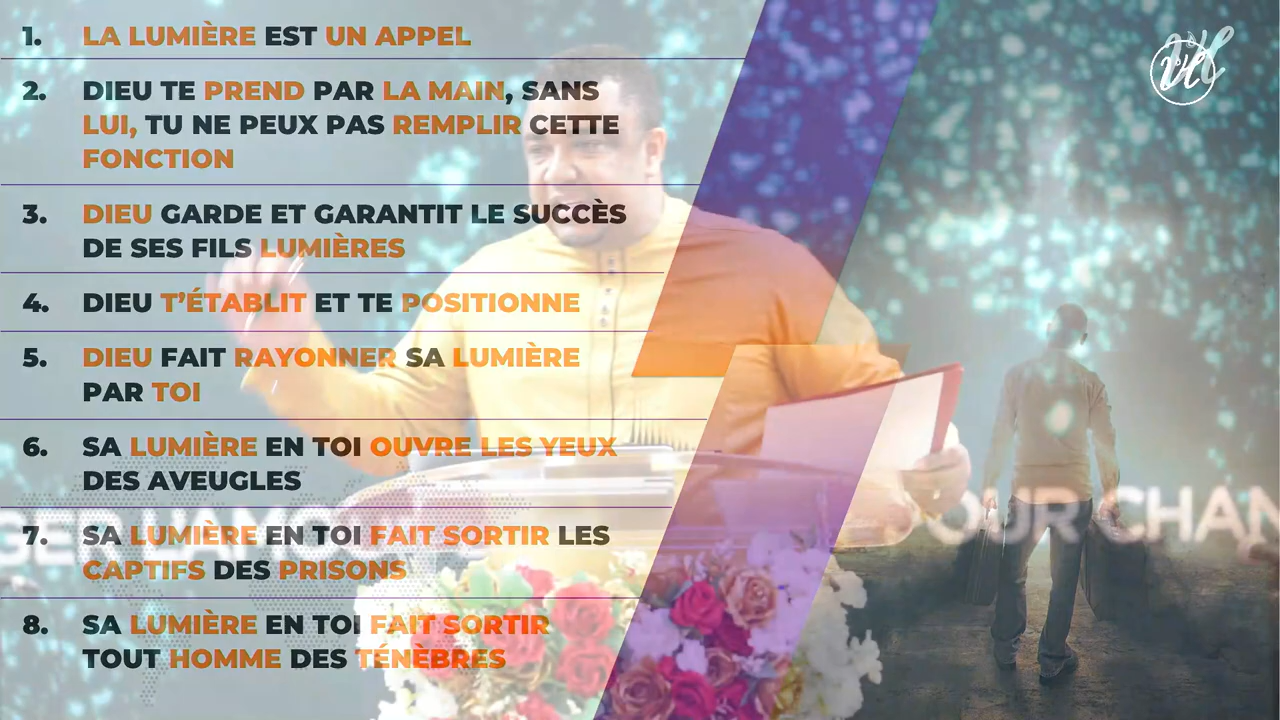 1. LA LUMIÈRE EST UN APPEL
2. DIEU TE PREND PAR LA MAIN, SANS
LUI, TU NE PEUX PAS REMPLIR CETTE
FONCTION
3. DIEU GARDE ET GARANTIT LE SUCCÈS
DE SES FILS LUMIÈRES
4. DIEU T'ÉTABLIT ET TE POSITIONNE
5. DIEU FAIT RAYONNER SA LUMIÈRE
PAR TOI
6. SA LUMIÈRE EN TOI OUVRE LES YEUX
DES AVEUGLES
7. SA LUMIÈRE EN TOI FAIT SORTIR LES
CAPTIFS DES PRISONS
8. SA LUMIÈRE EN TOI FAIT SORTIR
TOUT HOMME DES TÉNÈBRES
OUR CHAN